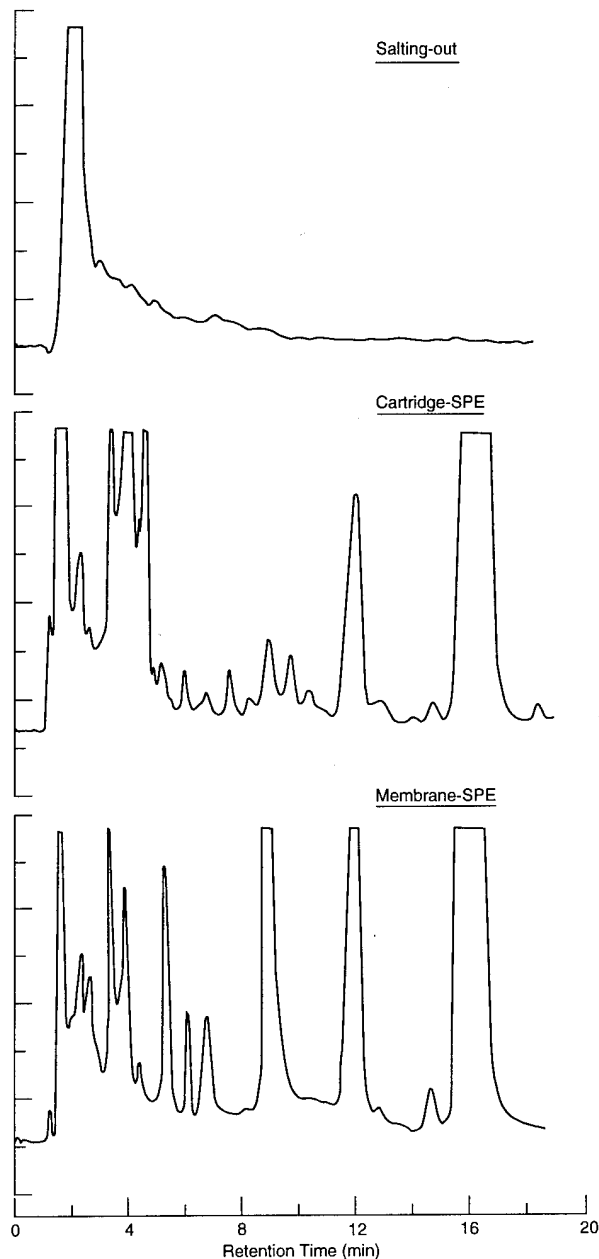 Salting-out
Cartridge-SPE
Membrane-SPE
0 4 8 12 16 20
Retention Time (min)